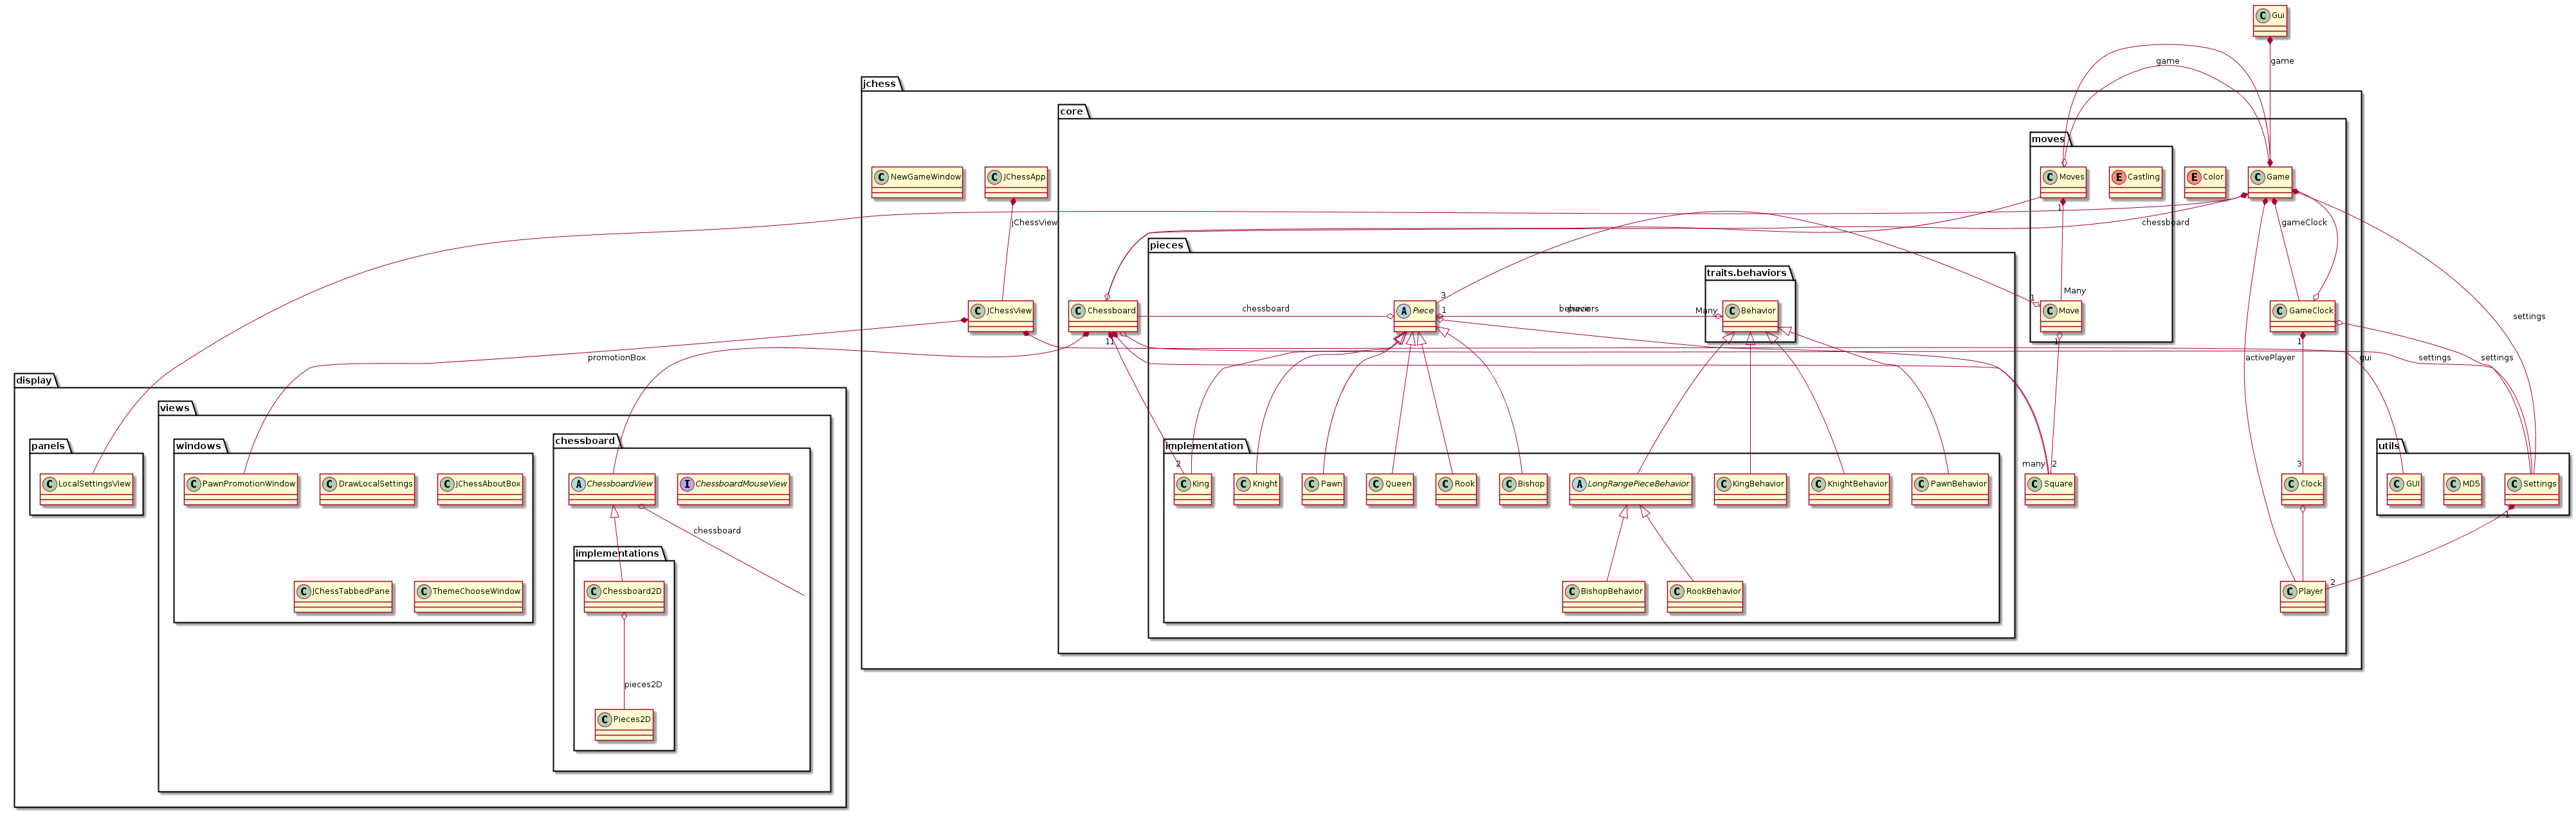 C Gui
game
game
jchess
core
moves
C NewGameWindow
C JChessApp
C Moves
E Castling
E Color
C Game
1
jChessView
chessboard
gameClock
pieces
traits.behaviors
Many
3
1
C JChessView
C Chessboard
chessboard
A Piece
1
behaviors
piece
Many
C Behavior
C Move
C GameClock
settings
11
1
1
promotionBox
activePlayer
gui
settings
settings
display
views
panels
windows
chessboard
implementation
utils
2
many
2
3
C LocalSettingsView
C PawnPromotionWindow
C DrawLocalSettings
C JChessAboutBox
A ChessboardView
I ChessboardMouseView
C King
C Knight
C Pawn
C Queen
C Rook
C Bishop
A LongRangePieceBehavior
C KingBehavior
C KnightBehavior
C PawnBehavior
C Square
C Clock
C GUI
C MD5
C Settings
1
chessboard
implementations
2
C JChessTabbedPane
C ThemeChooseWindow
C Chessboard2D
C BishopBehavior
C RookBehavior
C Player
pieces2D
C Pieces2D